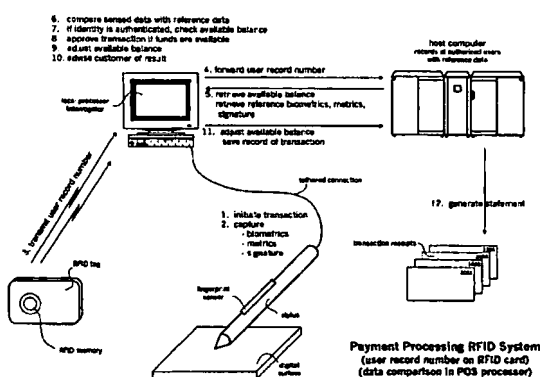 6. compare sensed data with reference data
7. if identity is authenticated, check available balance
8 approve transaction if funds are available
9. adjust available balance
10. advise customer of result
host computer
records of authorized users
with reference data
4. forward user record number
local processor
interrogator
5. retrieve available balance
retrieve reference biometrics, metrics,
signature
11. adjust available balance
save record of transaction
3. transmit user record number
tethered connection
12. generate statement
1. initiate transaction
2. capture
- biometrics
- metrics
- signature
transaction receipts
RFID tag
fingerprint
sensor
stylus
RFID memory
digital
surface
Payment Processing RFID System
(user record number on RFID card)
(data comparison in POS processor)